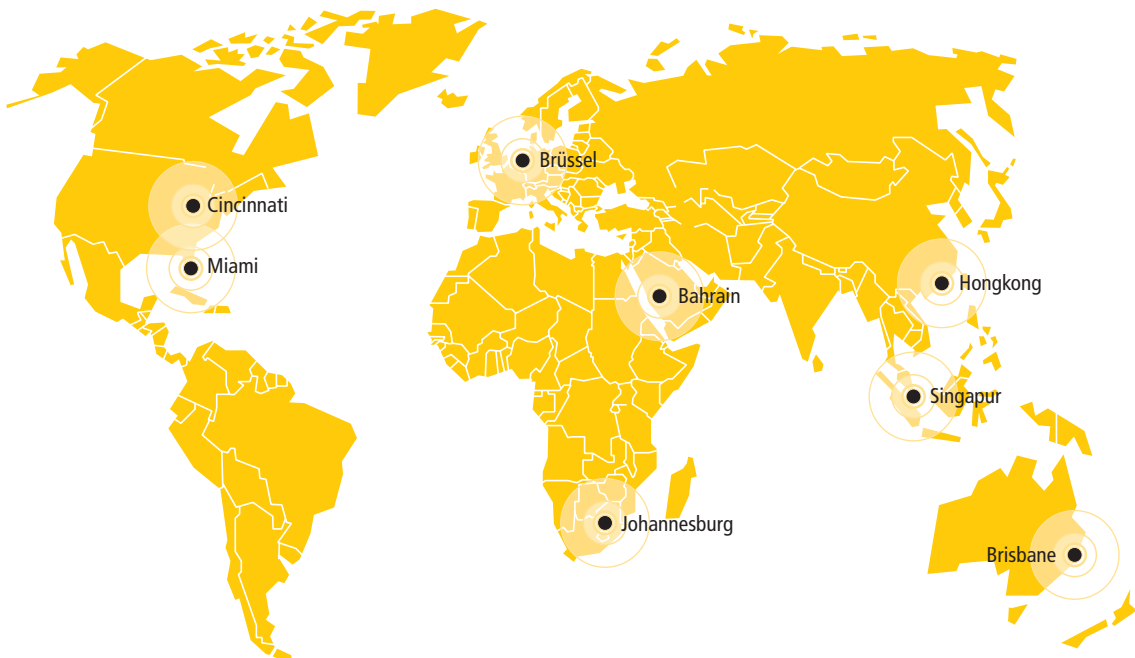 Brüssel
Cincinnati
Miami
Hongkong
Bahrain
Singapur
Johannesburg
Brisbane